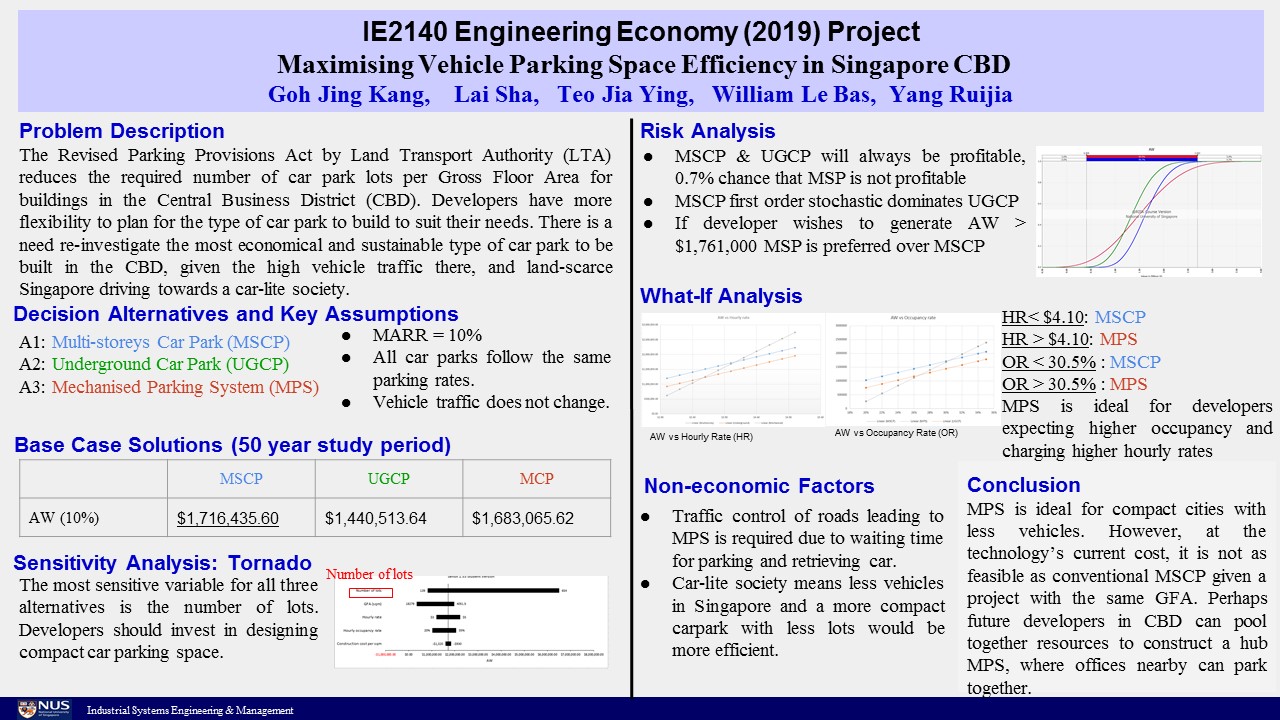 IE2140 Engineering Economy (2019) Project
Maximising Vehicle Parking Space Efficiency in Singapore CBD
Goh Jing Kang, Lai Sha, Teo Jia Ying, William Le Bas, Yang Ruijia
Problem Description
The Revised Parking Provisions Act by Land Transport Authority (LTA)
reduces the required number of car park lots per Gross Floor Area for
buildings in the Central Business District (CBD). Developers have more
flexibility to plan for the type of car park to build to suit their needs. There is a
need re-investigate the most economical and sustainable type of car park to be
built in the CBD, given the high vehicle traffic there, and land-scarce
Singapore driving towards a car-lite society.
Decision Alternatives and Key Assumptions
A1: Multi-storeys Car Park (MSCP)
A2: Underground Car Park (UGCP)
A3: Mechanised Parking System (MPS)
● MARR = 10%
● All car parks follow the same
parking rates.
● Vehicle traffic does not change.
Base Case Solutions (50 year study period)
MSCP UGCP MCP
AW (10%) $1,716,435.60 $1,440,513.64 $1,683,065.62
Sensitivity Analysis: Tornado
The most sensitive variable for all three
alternatives is the number of lots.
Developers should invest in designing
compact car parking space.
Number of lots
Number of lots
GFA (sqm)
Hourly rate
Hourly occupancy rate
Construction cost per sqm
AW
Risk Analysis
● MSCP & UGCP will always be profitable,
0.7% chance that MSP is not profitable
● MSCP first order stochastic dominates UGCP
● If developer wishes to generate AW >
$1,761,000 MSP is preferred over MSCP
What-If Analysis
AW vs Hourly rate
AW vs Occupancy rate
AW vs Hourly Rate (HR)
AW vs Occupancy Rate (OR)
HR< $4.10: MSCP
HR > $4.10: MPS
OR < 30.5% : MSCP
OR > 30.5% : MPS
MPS is ideal for developers
expecting higher occupancy and
charging higher hourly rates
Non-economic Factors
● Traffic control of roads leading to
MPS is required due to waiting time
for parking and retrieving car.
● Car-lite society means less vehicles
in Singapore and a more compact
carpark with less lots would be
more efficient.
Conclusion
MPS is ideal for compact cities with
less vehicles. However, at the
technology's current cost, it is not as
feasible as conventional MSCP given a
project with the same GFA. Perhaps
future developers in CBD can pool
together resources to construct a hub
MPS, where offices nearby can park
together.
NUS
National University
of Singapore
Industrial Systems Engineering & Management